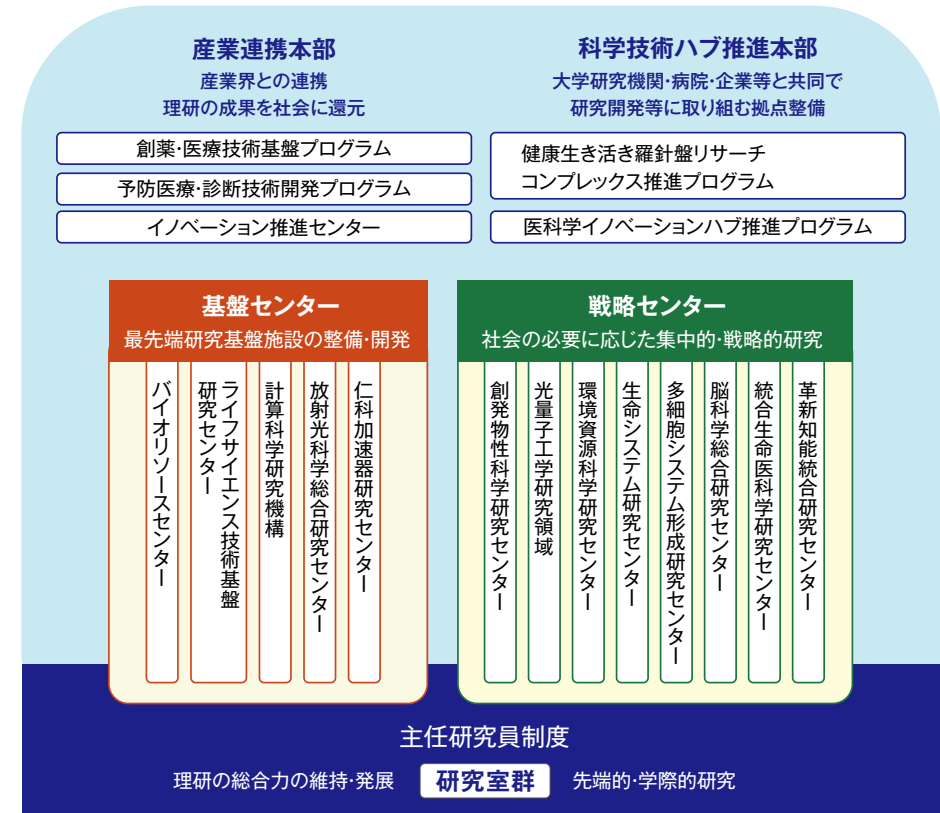 産業連携本部
産業界との連携
理研の成果を社会に還元
創薬・医療技術基盤プログラム
予防医療・診断技術開発プログラム
イノベーション推進センター
科学技術ハブ推進本部
大学研究機関・病院・企業等と共同で
研究開発等に取り組む拠点整備
健康生き活き羅針盤リサーチ
コンプレックス推進プログラム
医科学イノベーションハブ推進プログラム
基盤センター
最先端研究基盤施設の整備・開発
バイオリソースセンター
ライフサイエンス技術基盤
研究センター
計算科学研究機構
放射光科学総合研究センター
仁科加速器研究センター
戦略センター
社会の必要に応じた集中的・戦略的研究
創発物性科学研究センター
光量子工学研究領域
環境資源科学研究センター
生命システム研究センター
多細胞システム形成研究センター
脳科学総合研究センター
統合生命医科学研究センター
革新知能統合研究センター
主任研究員制度
理研の総合力の維持・発展
研究室群
先端的・学際的研究